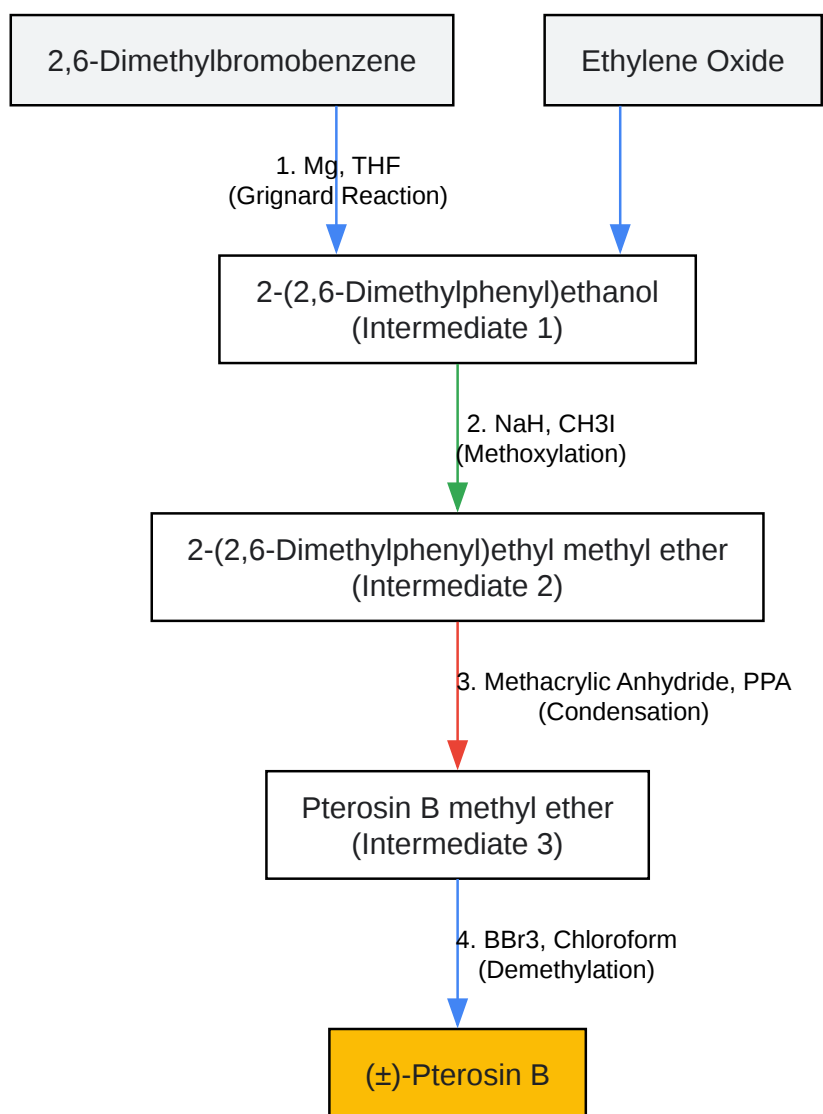 2,6-Dimethylbromobenzene
Ethylene Oxide
1. Mg, THF
(Grignard Reaction)
2-(2,6-Dimethylphenyl)ethanol
(Intermediate 1)
2. NaH, CH3I
(Methoxylation)
2-(2,6-Dimethylphenyl)ethyl methyl ether
(Intermediate 2)
3. Methacrylic Anhydride, PPA
(Condensation)
Pterosin B methyl ether
(Intermediate 3)
4. BBr3, Chloroform
(Demethylation)
(±)-Pterosin B